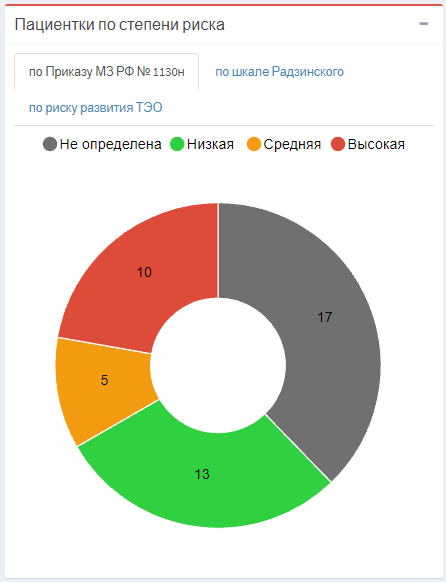 Пациентки по степени риска
по Приказу МЗ РФ № 1130н
по шкале Радзинского
по риску развития ТЭО
Не определена Низкая Средняя Высокая
10
17
5
13